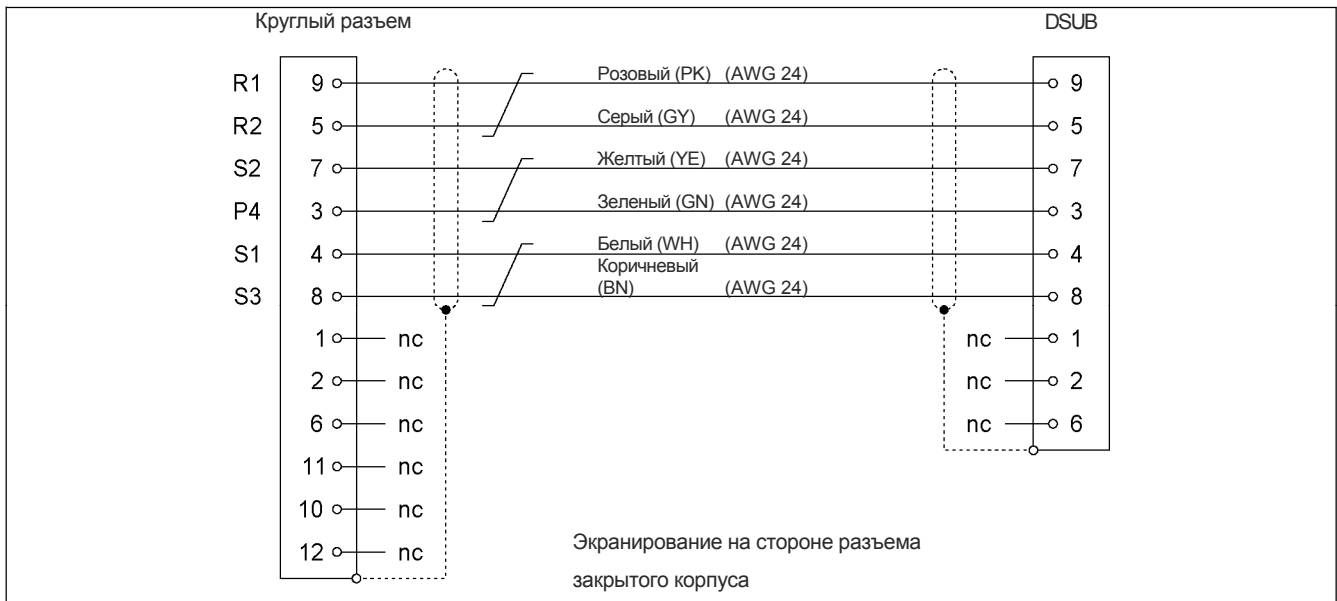 Круглый разъем DSUB
R1 9 Розовый (PK) (AWG 24) 9
R2 5 Серый (GY) (AWG 24) 5
S2 7 Желтый (YE) (AWG 24) 7
P4 3 Зеленый (GN) (AWG 24) 3
S1 4 Белый (WH) (AWG 24) 4
Коричневый
S3 8 (BN) (AWG 24) 8
1 nc nc 1
2 nc nc 2
6 nc nc 6
11 nc
10 nc
12 nc
Экранирование на стороне разъема
закрытого корпуса